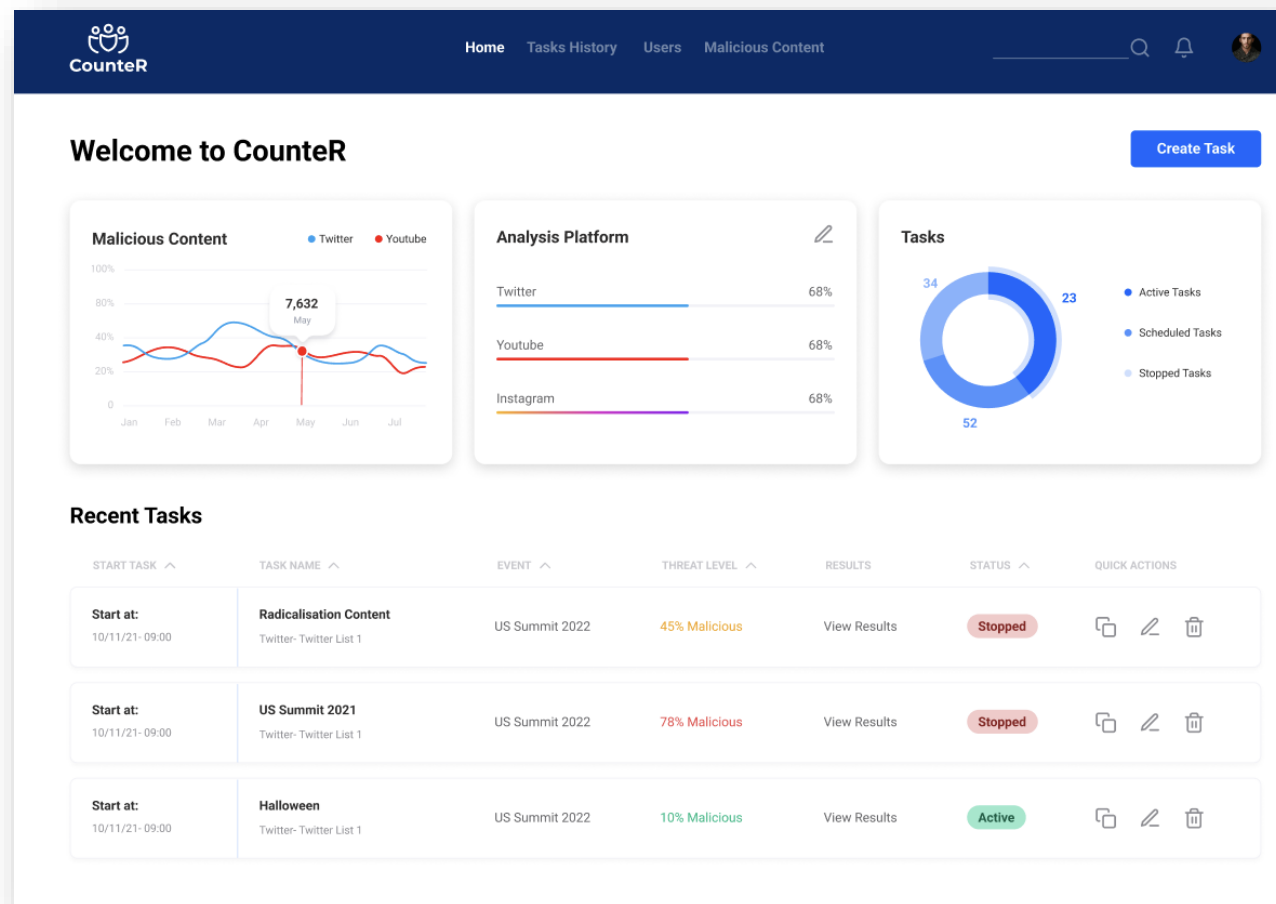 CounteR
Home Tasks History Users Malicious Content
Welcome to CounteR
Create Task
Malicious Content
Twitter Youtube
100%
80%
40%
20%
0
7,632
May
Jan Feb Mar Apr May Jun Jul
Analysis Platform
Twitter 68%
Youtube 68%
Instagram 68%
Tasks
34
23
52
Active Tasks
Scheduled Tasks
Stopped Tasks
Recent Tasks
START TASK TASK NAME EVENT THREAT LEVEL RESULTS STATUS QUICK ACTIONS
Start at:
10/11/21- 09:00
Radicalisation Content
Twitter- Twitter List 1
US Summit 2022
45% Malicious
View Results
Stopped
Start at:
10/11/21- 09:00
US Summit 2021
Twitter- Twitter List 1
US Summit 2022
78% Malicious
View Results
Stopped
Start at:
10/11/21- 09:00
Halloween
Twitter- Twitter List 1
US Summit 2022
10% Malicious
View Results
Active